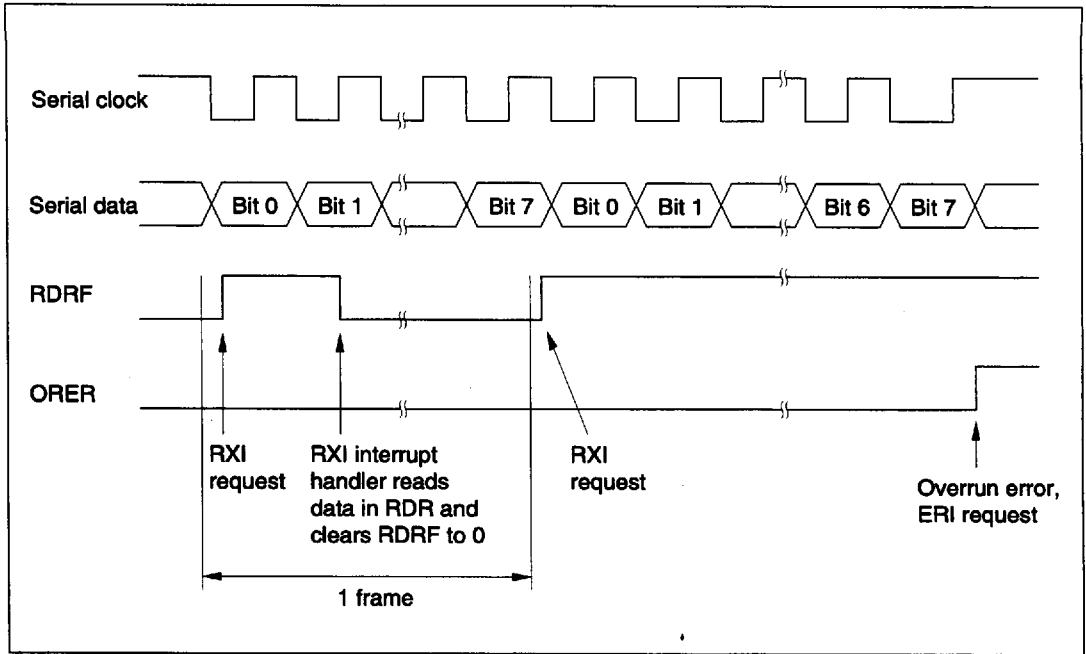 Serial clock
Serial data
Bit 0
Bit 1
Bit 7
Bit 0
Bit 1
Bit 6
Bit 7
RDRF
ORER
RXI
request
RXI interrupt
handler reads
data in RDR and
clears RDRF to 0
RXI
request
Overrun error,
ERI request
1 frame